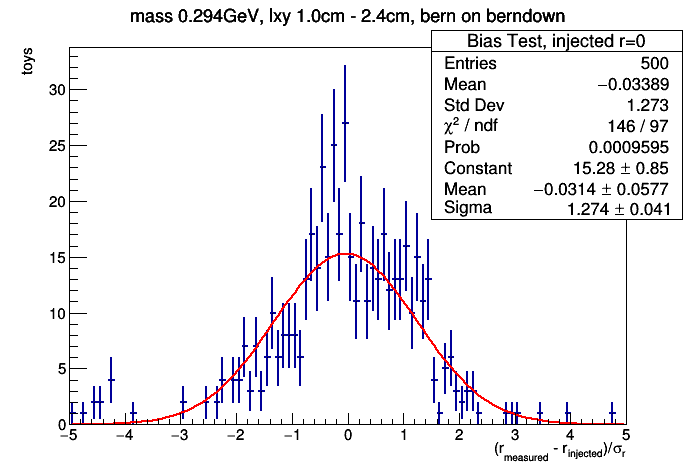 mass 0.294GeV, lxy 1.0cm - 2.4cm, bern on berndown
Bias Test, injected r=0
Entries 500
Mean −0.03389
Std Dev 1.273
χ² / ndf 146 / 97
Prob 0.0009595
Constant 15.28 ± 0.85
Mean −0.0314 ± 0.0577
Sigma 1.274 ± 0.041
toys
30
25
20
15
10
5
0
−5 −4 −3 −2 −1 0 1 2 3 4 5
(r_measured - r_injected)/σ_r